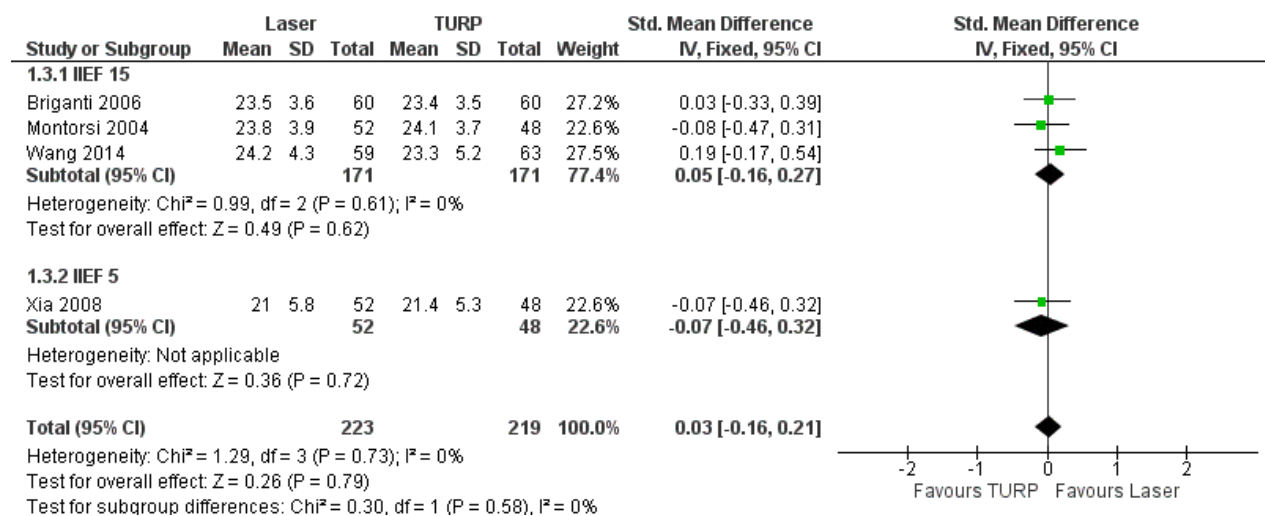 Laser TURP Std. Mean Difference Std. Mean Difference
Study or Subgroup Mean SD Total Mean SD Total Weight IV, Fixed, 95% CI IV, Fixed, 95% CI
1.3.1 IIEF 15
Briganti 2006 23.5 3.6 60 23.4 3.5 60 27.2% 0.03 [-0.33, 0.39]
Montorsi 2004 23.8 3.9 52 24.1 3.7 48 22.6% -0.08 [-0.47, 0.31]
Wang 2014 24.2 4.3 59 23.3 5.2 63 27.5% 0.19 [-0.17, 0.54]
Subtotal (95% CI) 171 171 77.4% 0.05 [-0.16, 0.27]
Heterogeneity: Chi² = 0.99, df = 2 (P = 0.61); I² = 0%
Test for overall effect: Z = 0.49 (P = 0.62)
1.3.2 IIEF 5
Xia 2008 21 5.8 52 21.4 5.3 48 22.6% -0.07 [-0.46, 0.32]
Subtotal (95% CI) 52 48 22.6% -0.07 [-0.46, 0.32]
Heterogeneity: Not applicable
Test for overall effect: Z = 0.36 (P = 0.72)
Total (95% CI) 223 219 100.0% 0.03 [-0.16, 0.21]
Heterogeneity: Chi² = 1.29, df = 3 (P = 0.73); I² = 0%
Test for overall effect: Z = 0.26 (P = 0.79)
Test for subgroup differences: Chi² = 0.30, df = 1 (P = 0.58), I² = 0%
-2 -1 0 1 2
Favours TURP Favours Laser